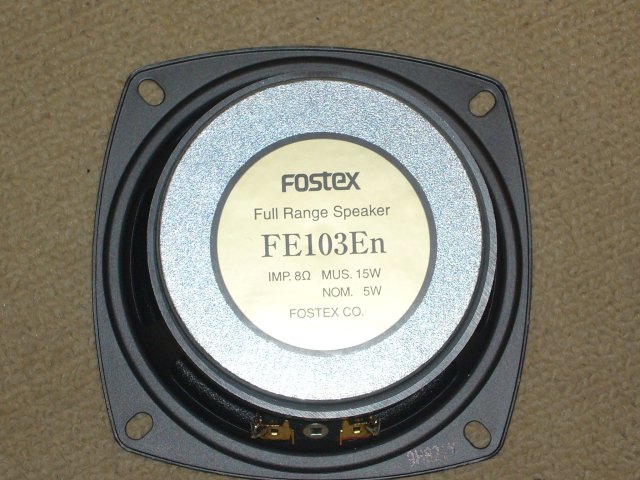 FOSTEX
Full Range Speaker
FE103En
IMP. 8Ω MUS. 15W
NOM. 5W
FOSTEX CO.